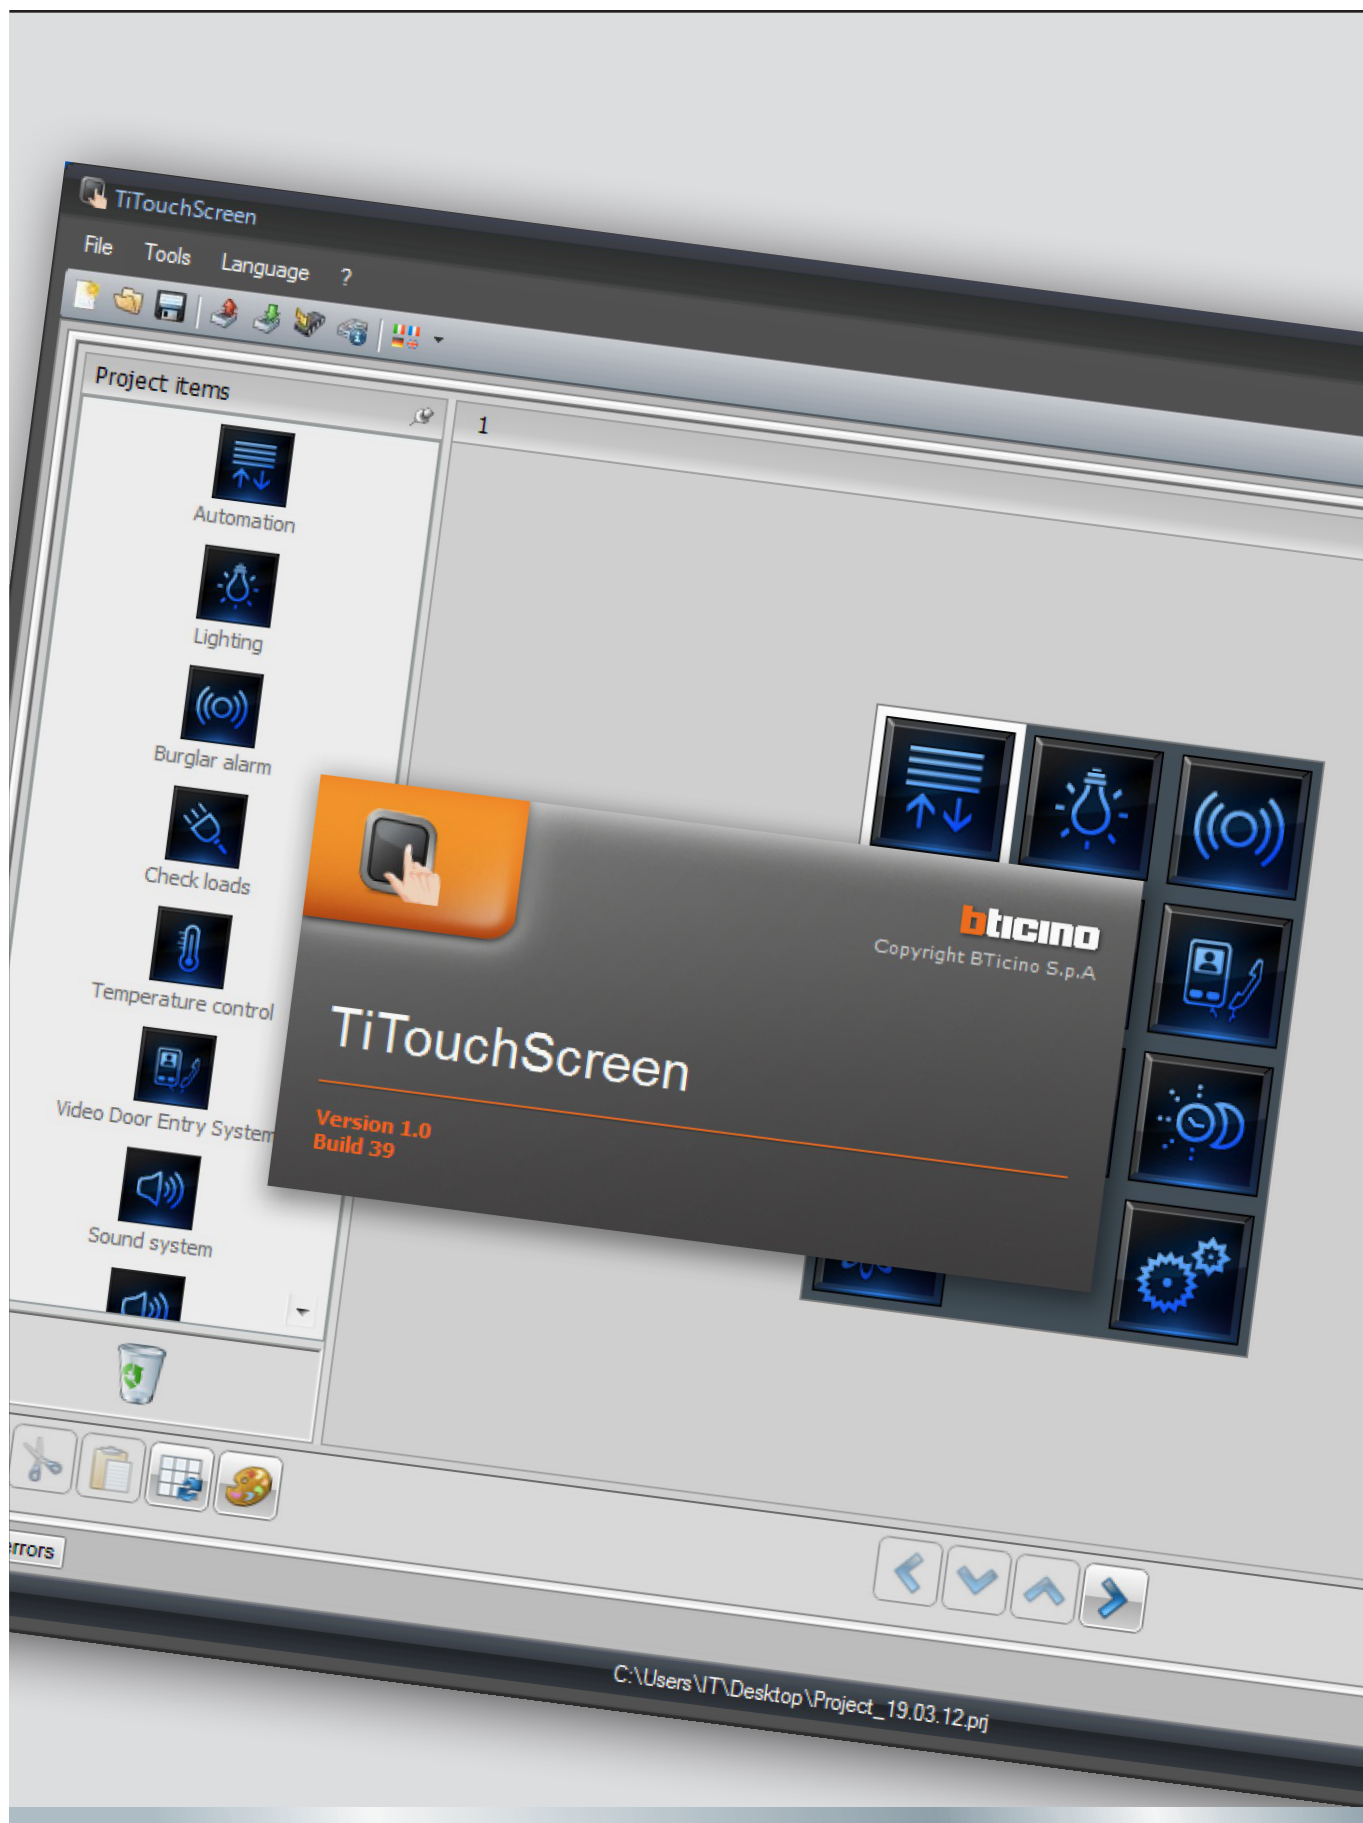 TiTouchScreen
File Tools Language ?
Project items
1
Automation
Lighting
Burglar alarm
Check loads
Temperature control
Video Door Entry System
Sound system
bticino
Copyright BTicino S.p.A
TiTouchScreen
Version 1.0
Build 39
errors
C:\Users\IT\Desktop\Project_19.03.12.prj